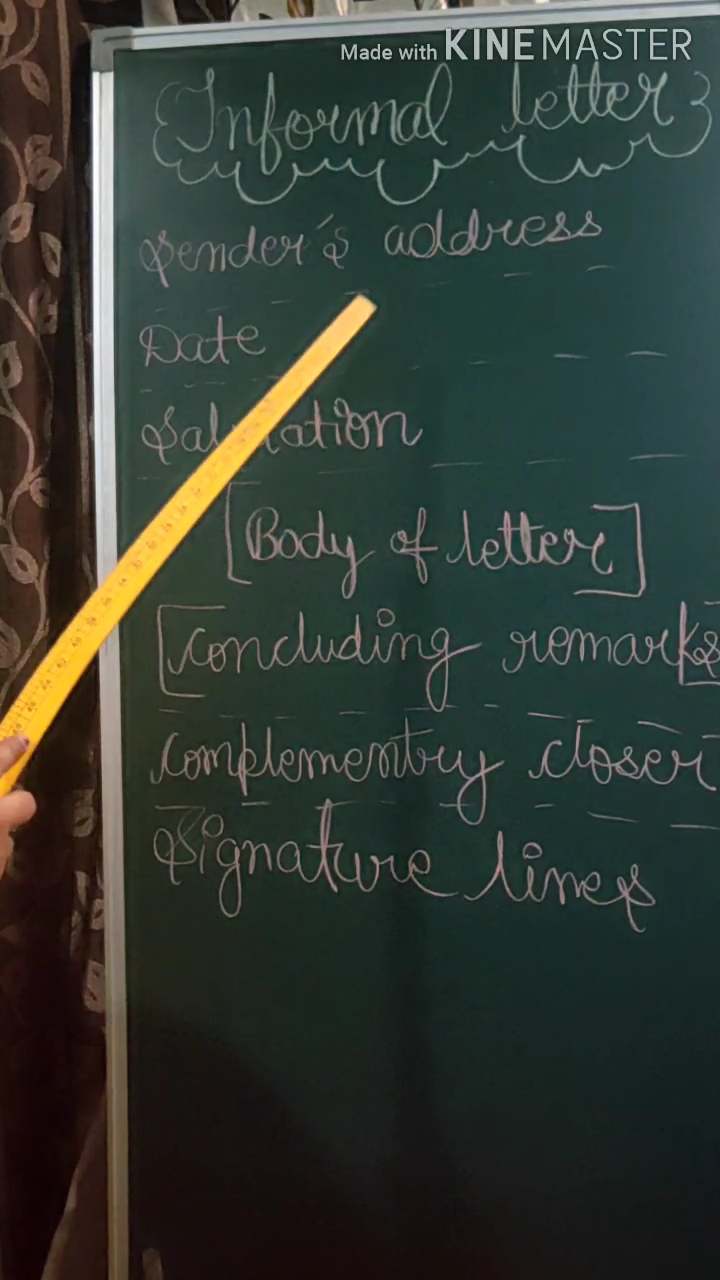 Made with KINEMASTER
Informal letter
Sender's address
Date
Salutation
[Body of letter]
[Concluding remarks]
Complementry closer
Signature lines